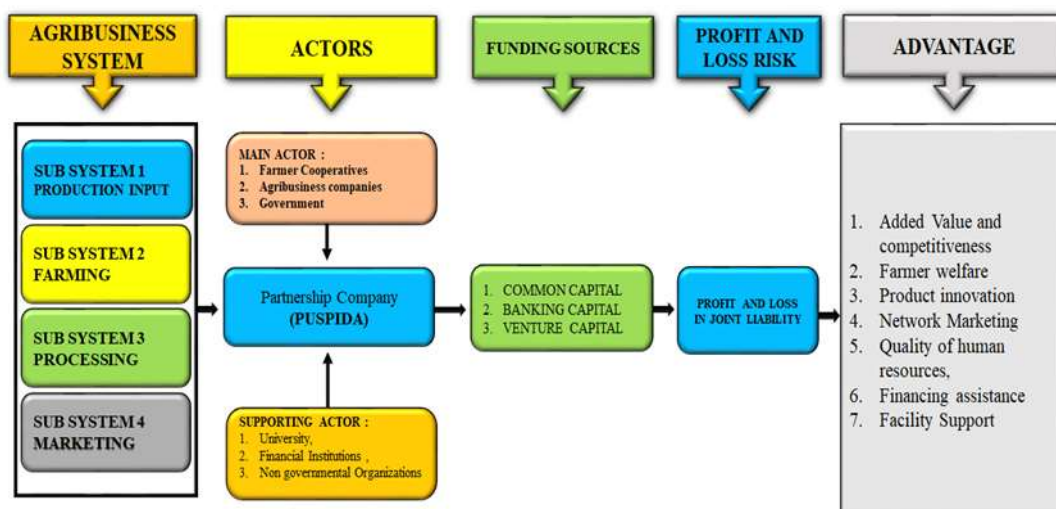 AGRIBUSINESS
SYSTEM
ACTORS
FUNDING SOURCES
PROFIT AND
LOSS RISK
ADVANTAGE
SUB SYSTEM 1
PRODUCTION INPUT
SUB SYSTEM 2
FARMING
SUB SYSTEM 3
PROCESSING
SUB SYSTEM 4
MARKETING
MAIN ACTOR :
1. Farmer Cooperatives
2. Agribusiness companies
3. Government
Partnership Company
(PUSPIDA)
SUPPORTING ACTOR :
1. University,
2. Financial Institutions ,
3. Non governmental Organizations
1. COMMON CAPITAL
2. BANKING CAPITAL
3. VENTURE CAPITAL
PROFIT AND LOSS
IN JOINT LIABILITY
1. Added Value and
competitiveness
2. Farmer welfare
3. Product innovation
4. Network Marketing
5. Quality of human
resources,
6. Financing assistance
7. Facility Support